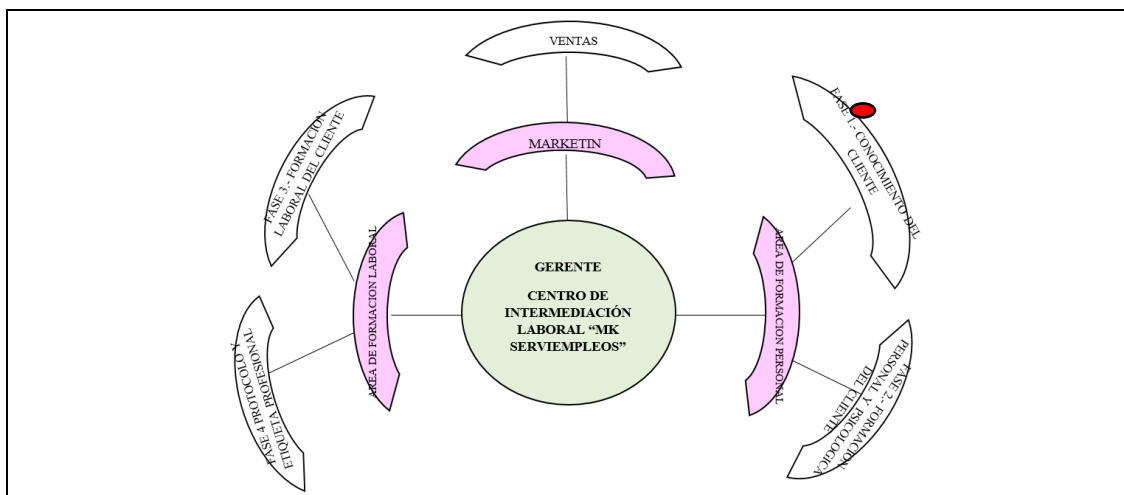 VENTAS
MARKETIN
GERENTE
CENTRO DE
INTERMEDIACIÓN
LABORAL “MK
SERVIEMPLEOS”
AREA DE FORMACION LABORAL
FASE 3.- FORMACION
LABORAL DEL CLIENTE
FASE 4 PROTOCOLO Y
ETIQUETA PROFESIONAL
AREA DE FORMACION PERSONAL
FASE 1.- CONOCIMIENTO DEL
CLIENTE
FASE 2.- FORMACION
PERSONAL Y PSICOLOGICA
DEL CLIENTE